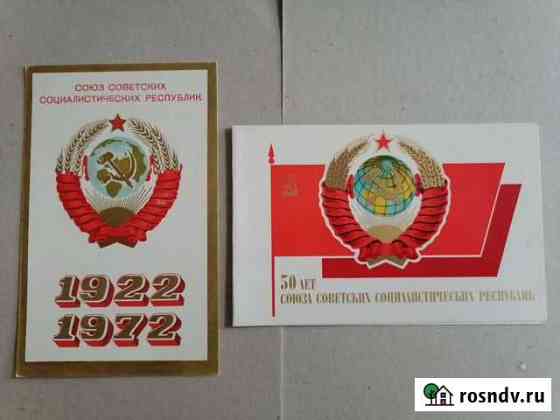 СОЮЗ СОВЕТСКИХ
СОЦИАЛИСТИЧЕСКИХ РЕСПУБЛИК
1922
1972
50 ЛЕТ
СОЮЗА СОВЕТСКИХ СОЦИАЛИСТИЧЕСКИХ РЕСПУБЛИК
rosndv.ru